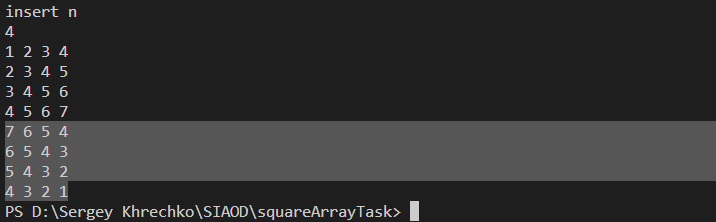 insert n
4
1 2 3 4
2 3 4 5
3 4 5 6
4 5 6 7
7 6 5 4
6 5 4 3
5 4 3 2
4 3 2 1
PS D:\Sergey Khrechko\SIAOD\squareArrayTask>